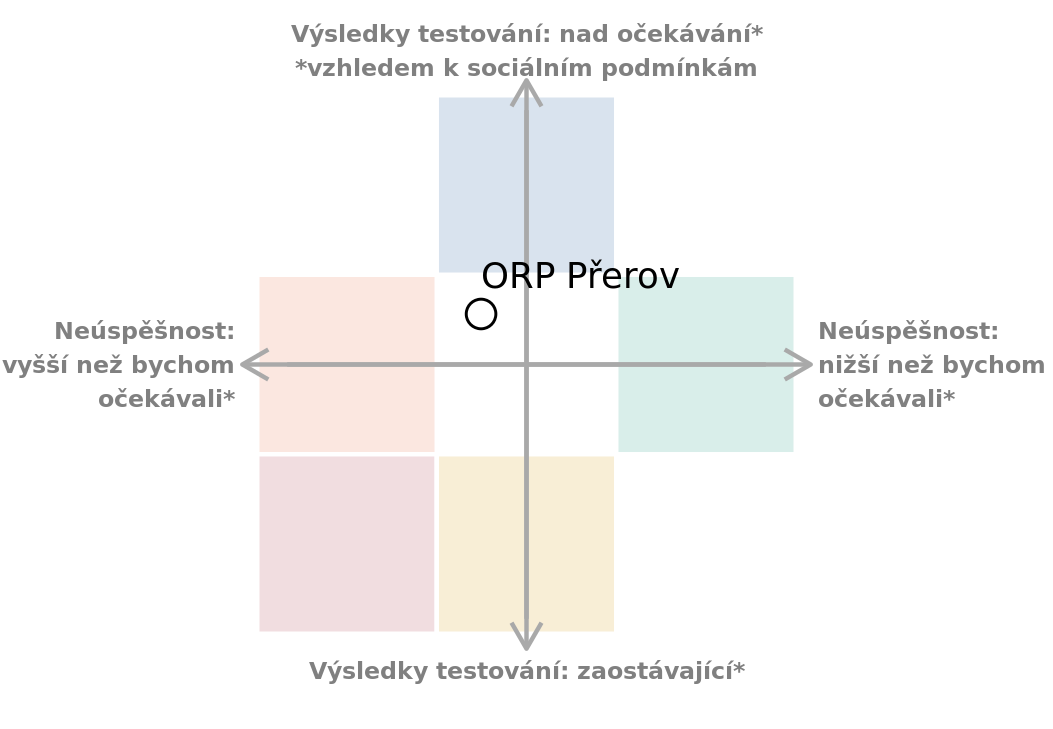 Výsledky testování: nad očekávání*
*vzhledem k sociálním podmínkám
ORP Přerov
Neúspěšnost:
vyšší než bychom
očekávali*
Neúspěšnost:
nižší než bychom
očekávali*
Výsledky testování: zaostávající*